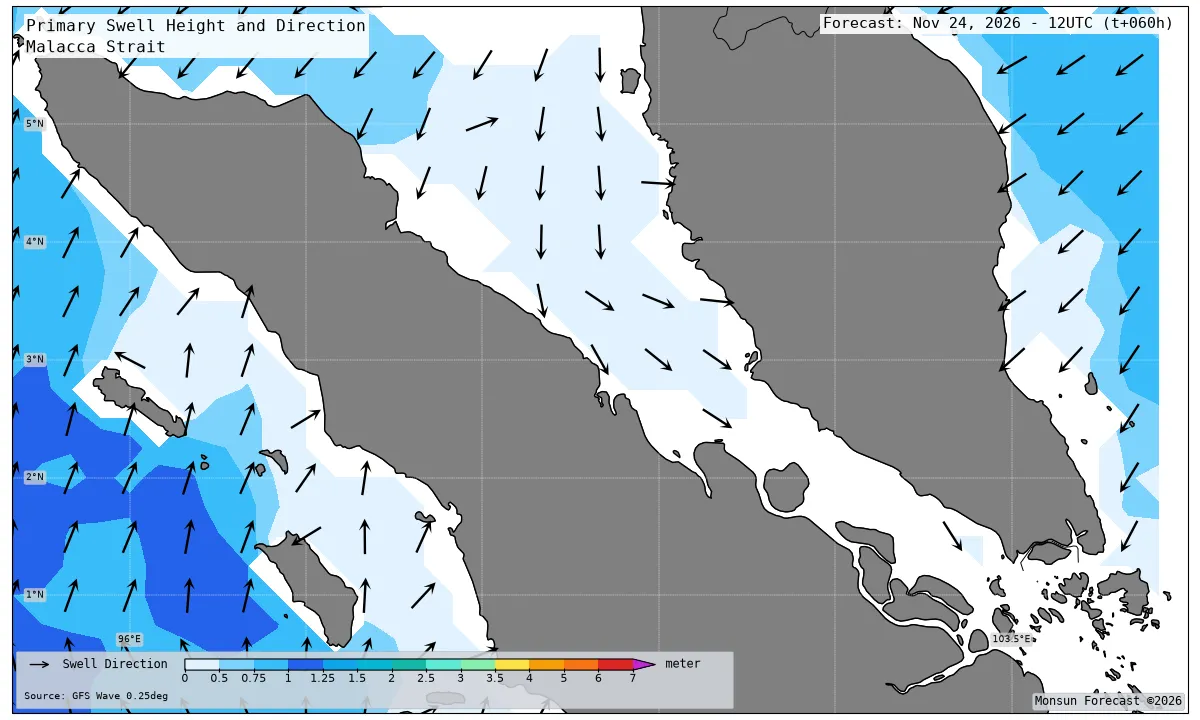 Primary Swell Height and Direction
Malacca Strait
Forecast: Nov 24, 2026 - 12UTC (t+060h)
5°N
4°N
3°N
2°N
1°N
96°E
103.5°E
Swell Direction
0 0.5 0.75 1 1.25 1.5 2 2.5 3 3.5 4 5 6 7
meter
Source: GFS Wave 0.25deg
Monsun Forecast ©2026